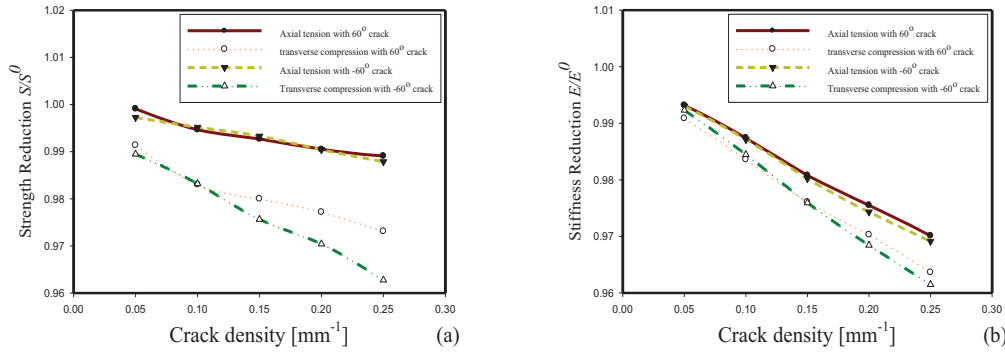 1.02
1.01
1.00
0.99
0.98
0.97
0.96
Strength Reduction S/S⁰
Axial tension with 60° crack
transverse compression with 60° crack
Axial tension with -60° crack
Transverse compression with -60° crack
0.00 0.05 0.10 0.15 0.20 0.25 0.30
Crack density [mm⁻¹]
(a)
1.01
1.00
0.99
0.98
0.97
0.96
Stiffness Reduction E/E⁰
Axial tension with 60° crack
transverse compression with 60° crack
Axial tension with -60° crack
Transverse compression with -60° crack
0.00 0.05 0.10 0.15 0.20 0.25 0.30
Crack density [mm⁻¹]
(b)